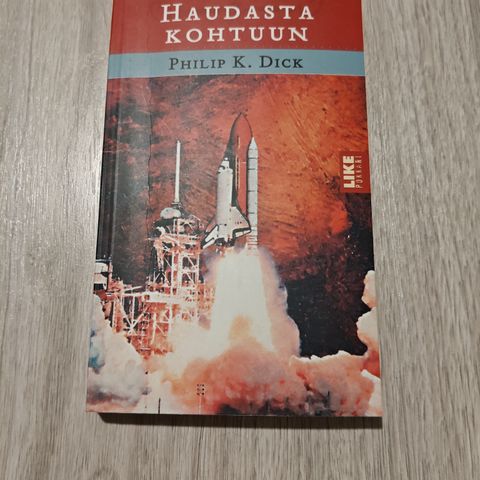 HAUDASTA
KOHTUUN
PHILIP K. DICK
LIKE
POKKARI